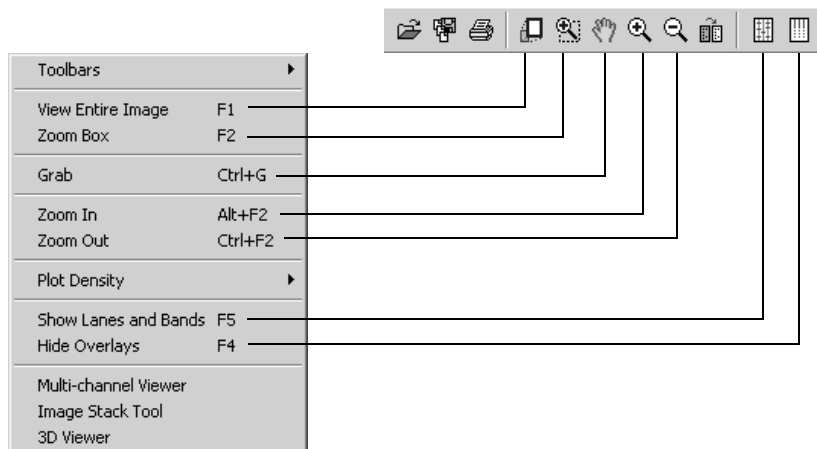 Toolbars
View Entire Image F1
Zoom Box F2
Grab Ctrl+G
Zoom In Alt+F2
Zoom Out Ctrl+F2
Plot Density
Show Lanes and Bands F5
Hide Overlays F4
Multi-channel Viewer
Image Stack Tool
3D Viewer